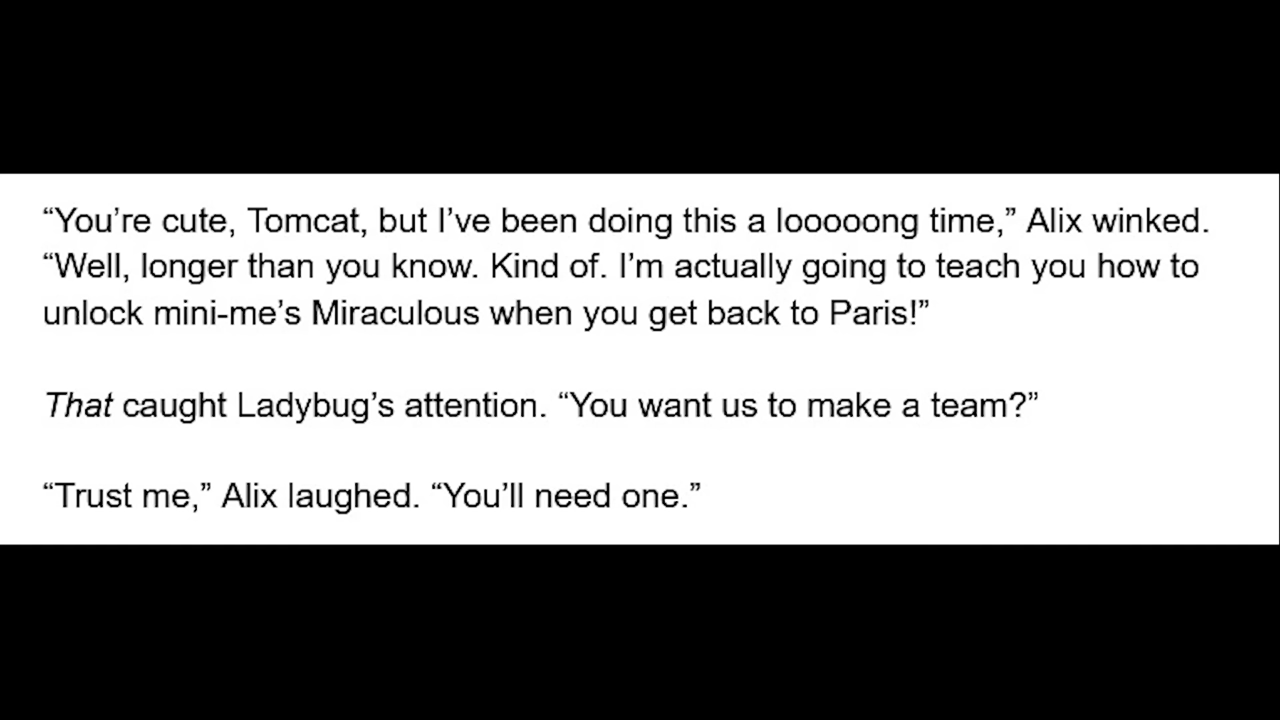 “You’re cute, Tomcat, but I’ve been doing this a looooong time,” Alix winked.
“Well, longer than you know. Kind of. I’m actually going to teach you how to
unlock mini-me’s Miraculous when you get back to Paris!”
That caught Ladybug’s attention. “You want us to make a team?”
“Trust me,” Alix laughed. “You’ll need one.”